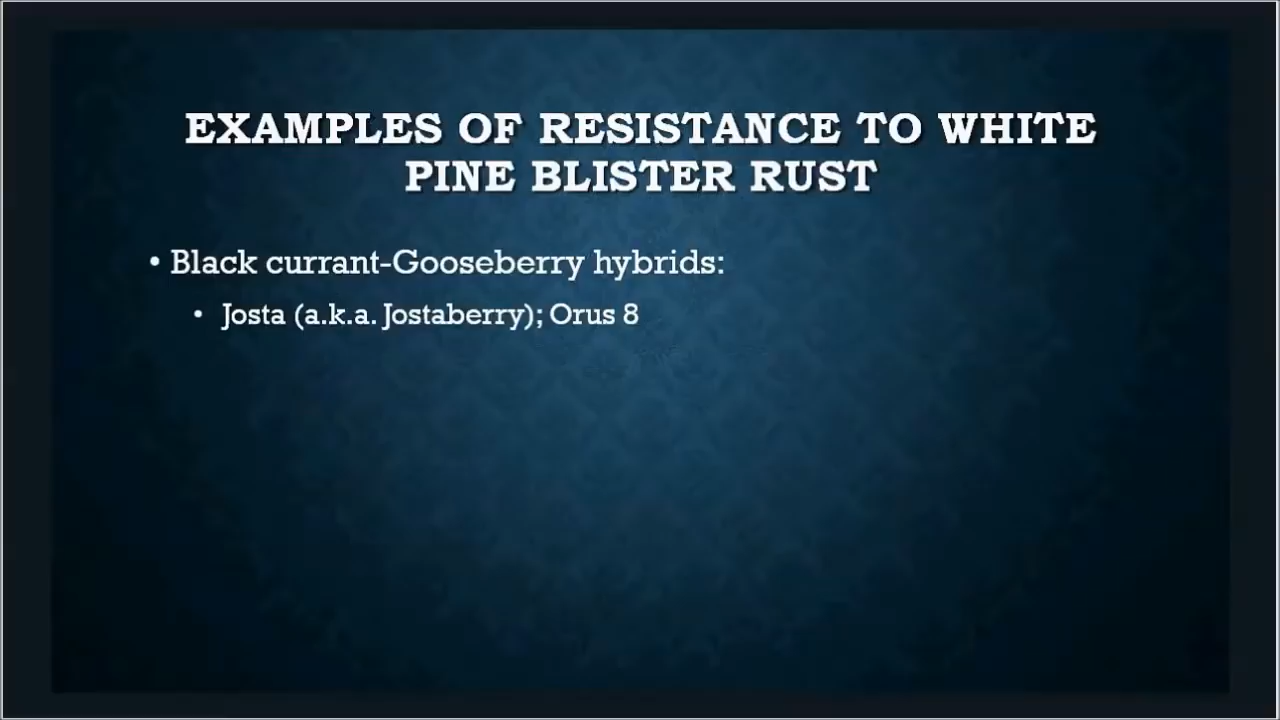 EXAMPLES OF RESISTANCE TO WHITE
PINE BLISTER RUST
• Black currant-Gooseberry hybrids:
• Josta (a.k.a. Jostaberry); Orus 8